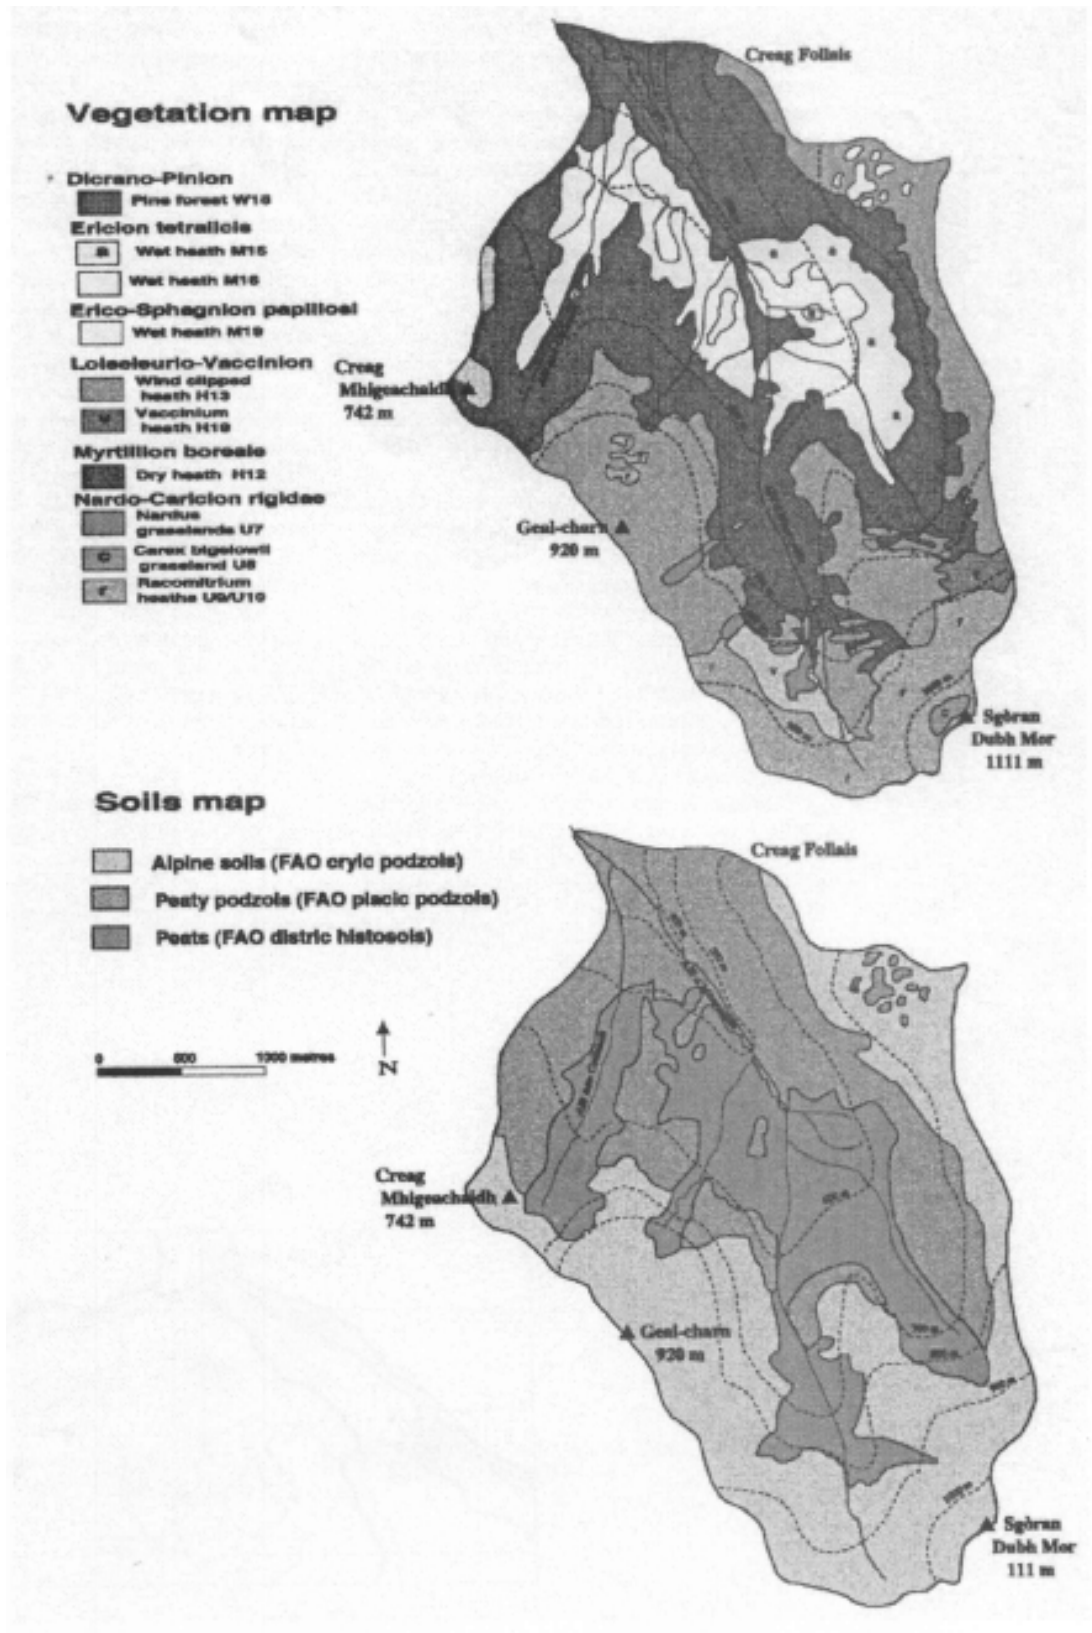 Vegetation map
Dicrano-Pinion
Pine forest W18
Ericion tetralicis
Wet heath M15
Wet heath M16
Erico-Sphagnion papillosi
Wet heath M19
Loiseleurio-Vaccinion
Wind clipped
heath H13
Vaccinium
heath H19
Myrtillion boreale
Dry heath H12
Nardo-Caricion rigidae
Nardus
grasslands U7
Carex bigelowii
grassland U8
Racomitrium
heaths U9/U10
Creag Follais
Creag
Mhigeachaidh
742 m
Geal-charn
920 m
Sgòran
Dubh Mor
1111 m
Soils map
Alpine soils (FAO cryic podzols)
Peaty podzols (FAO placic podzols)
Peats (FAO distric histosols)
0 500 1000 metres
N
Creag Follais
Creag
Mhigeachaidh
742 m
Geal-charn
920 m
Sgòran
Dubh Mor
111 m